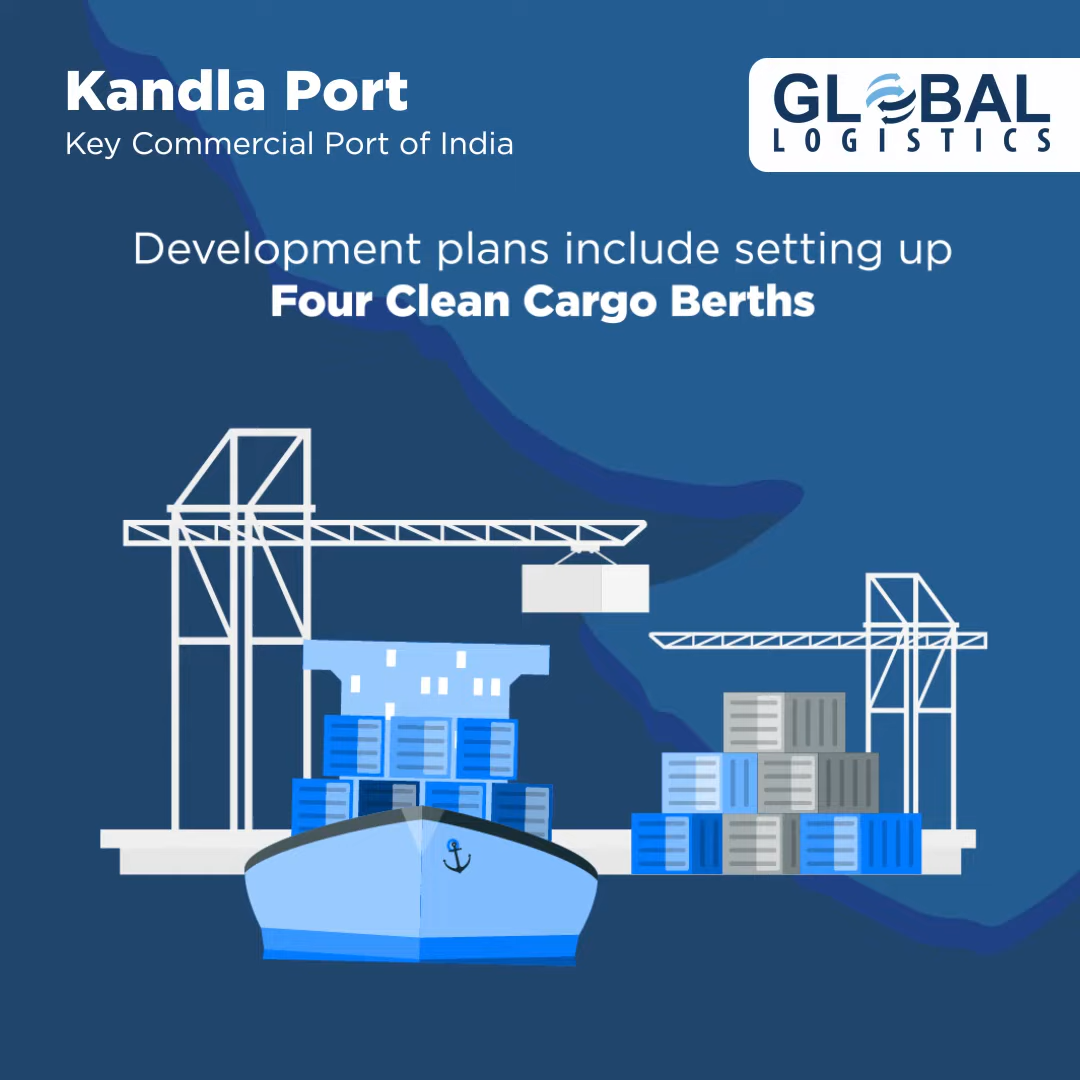 Kandla Port
Key Commercial Port of India
GLOBAL
LOGISTICS
Development plans include setting up
Four Clean Cargo Berths